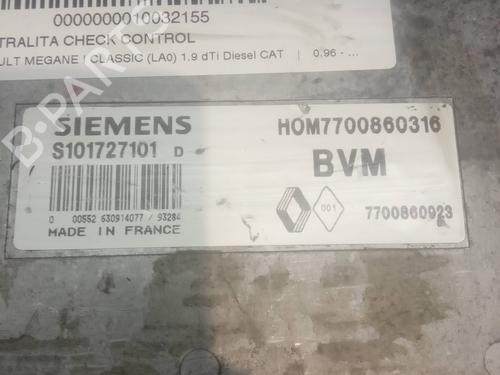 0000000010032155
TRALITA CHECK CONTROL
ULT MEGANE I CLASSIC (LA0) 1.9 dTi Diesel CAT | 0.96 -
B-PARTS
SIEMENS
S101727101 D
HOM7700860316
BVM
0 00552 630914077 / 93284
MADE IN FRANCE
001
7700860923